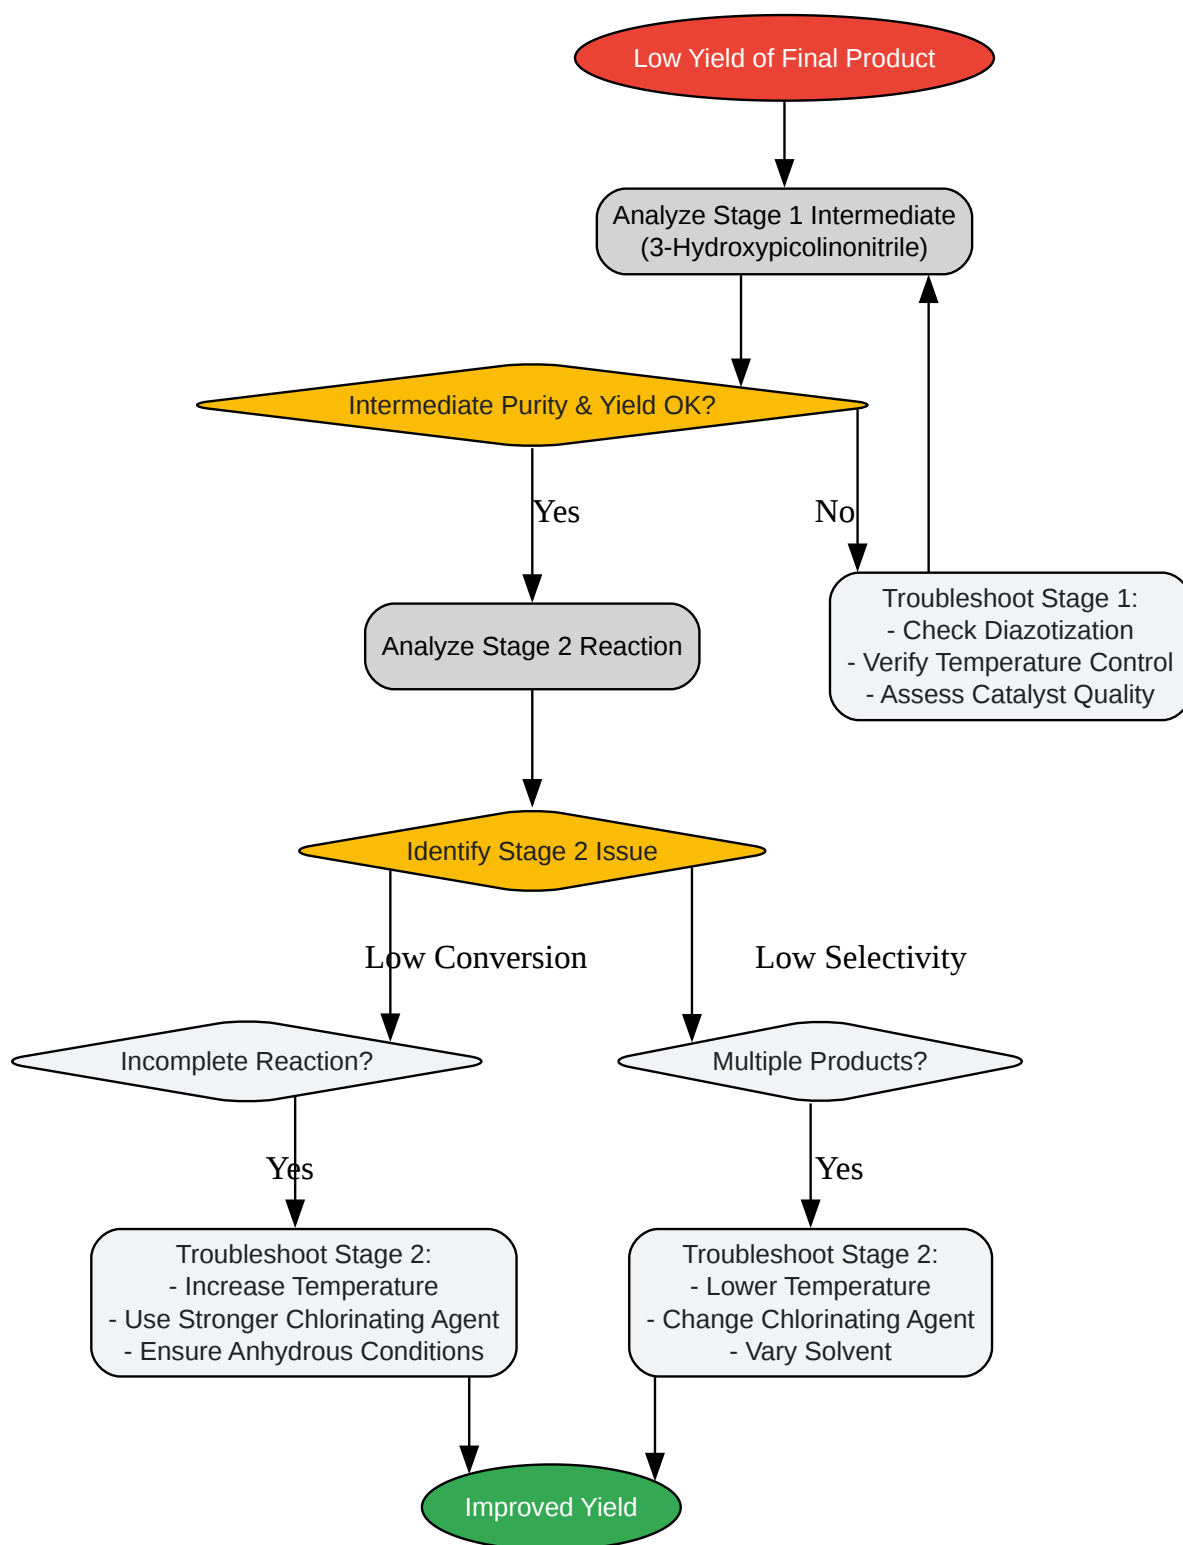 Low Yield of Final Product
Analyze Stage 1 Intermediate
(3-Hydroxypicolinonitrile)
Intermediate Purity & Yield OK?
Yes
No
Troubleshoot Stage 1:
- Check Diazotization
- Verify Temperature Control
- Assess Catalyst Quality
Analyze Stage 2 Reaction
Identify Stage 2 Issue
Low Conversion
Low Selectivity
Incomplete Reaction?
Multiple Products?
Yes
Yes
Troubleshoot Stage 2:
- Increase Temperature
- Use Stronger Chlorinating Agent
- Ensure Anhydrous Conditions
Troubleshoot Stage 2:
- Lower Temperature
- Change Chlorinating Agent
- Vary Solvent
Improved Yield